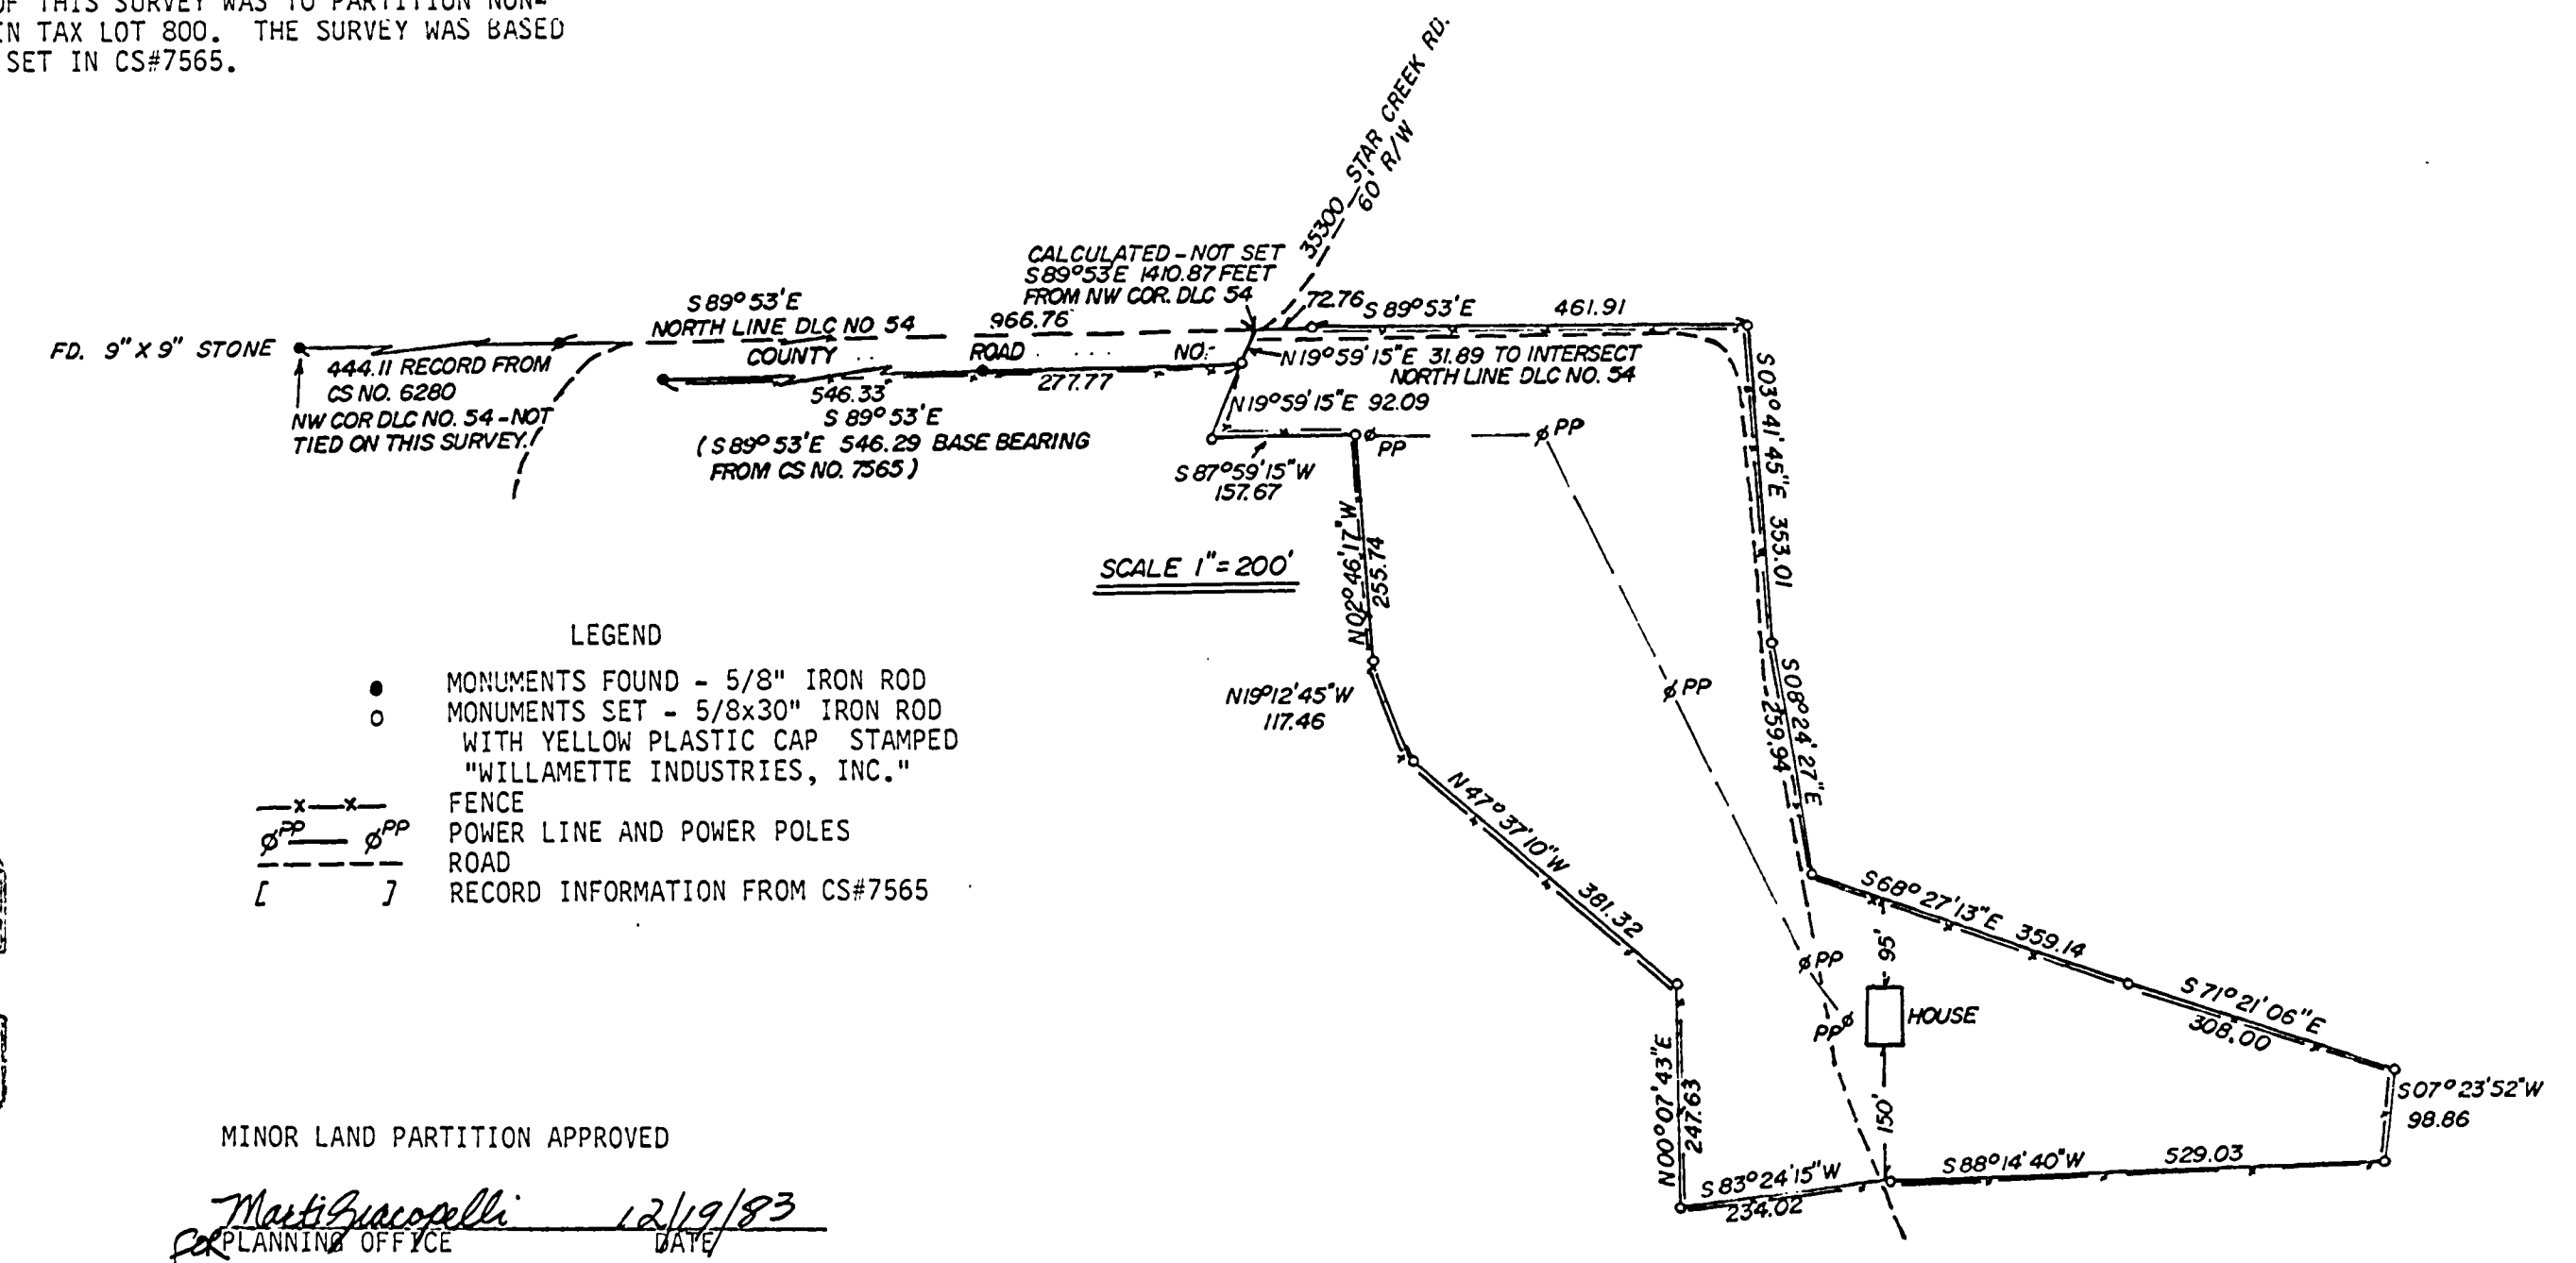 OF THIS SURVEY WAS TO PARTITION NON-
IN TAX LOT 800. THE SURVEY WAS BASED
SET IN CS#7565.
35300 STAR CREEK RD.
60' R/W
CALCULATED - NOT SET
S89°53'E 1410.87 FEET
FROM NW COR. DLC 54
S 89° 53' E
NORTH LINE DLC NO 54
966.76
72.76
S 89° 53' E
461.91
FD. 9" X 9" STONE
COUNTY ROAD NO.-
444.11 RECORD FROM
CS NO. 6280
NW COR DLC NO. 54 - NOT
TIED ON THIS SURVEY.
546.33
277.77
S 89° 53' E
(S 89° 53' E 546.29 BASE BEARING
FROM CS NO. 7565)
N 19° 59' 15" E 31.89 TO INTERSECT
NORTH LINE DLC NO. 54
N 19° 59' 15" E 92.09
PP
PP
S 87° 59' 15" W
157.67
S 03° 41' 45" E 353.01
N 02° 46' 17" W
255.74
SCALE 1" = 200'
LEGEND
MONUMENTS FOUND - 5/8" IRON ROD
MONUMENTS SET - 5/8x30" IRON ROD
WITH YELLOW PLASTIC CAP STAMPED
"WILLAMETTE INDUSTRIES, INC."
FENCE
PP PP POWER LINE AND POWER POLES
ROAD
[ ] RECORD INFORMATION FROM CS#7565
N 19° 12' 45" W
117.46
PP
S 08° 24' 27" E
259.94
N 47° 37' 10" W 381.32
S 68° 27' 13" E 359.14
95'
PP
S 71° 21' 06" E
308.00
PP
HOUSE
150'
N 00° 07' 43" E
247.63
S 07° 23' 52" W
98.86
S 83° 24' 15" W
234.02
S 88° 14' 40" W 529.03
MINOR LAND PARTITION APPROVED
Marti Giacopelli 12/19/83
for PLANNING OFFICE DATE